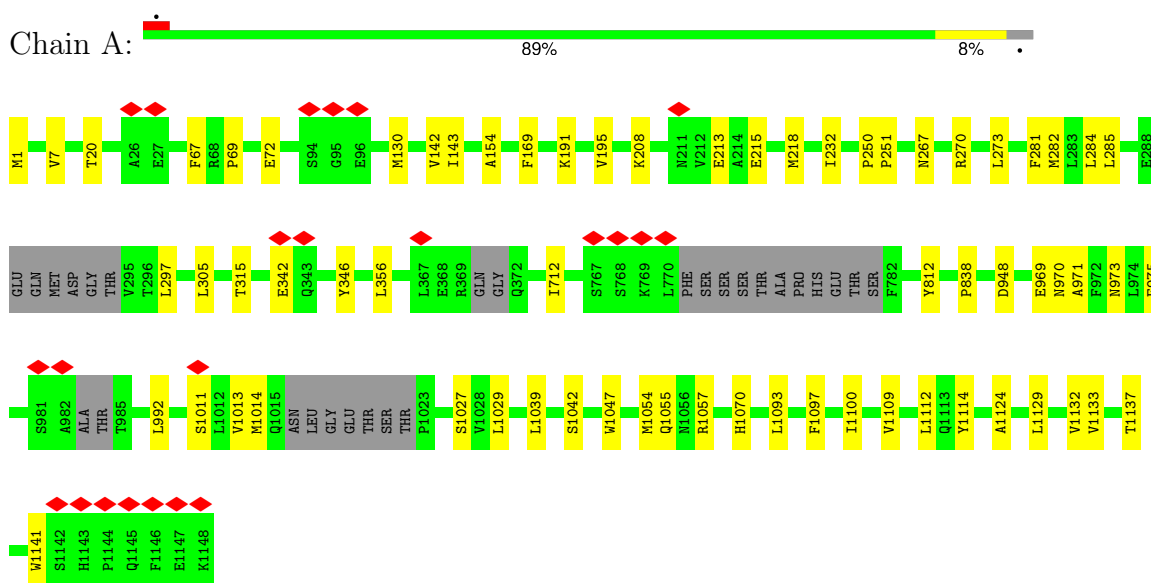 Chain A:
89% 8%
M1 V7 T20 A26 E27 F67 R68 P69 E72 S94 G95 E96 M130 V142 I143 A154 F169 K191 V195 K208 N211 V212 E213 A214 E215 M218 I232 P250 P251 N267 R270 L273 F281 M282 L283 L284 L285 E288
GLU GLN MET ASP GLY THR V295 T296 L297 L305 T315 E342 Q343 Y346 L356 L367 E368 R369 GLN GLY Q372 I712 S767 S768 K769 L770 PHE SER SER SER THR ALA PRO HIS GLU THR SER F782 Y812 P838 D948 E969 N970 A971 F972 N973 L974
S981 A982 ALA THR T985 L992 S1011 L1012 V1013 M1014 Q1015 ASN LEU GLY GLU THR SER THR P1023 S1027 V1028 L1029 L1039 S1042 W1047 M1054 Q1055 N1056 R1057 H1070 L1093 F1097 I1100 V1109 L1112 Q1113 Y1114 A1124 L1129 V1132 V1133 T1137
W1141 S1142 H1143 P1144 Q1145 F1146 E1147 K1148